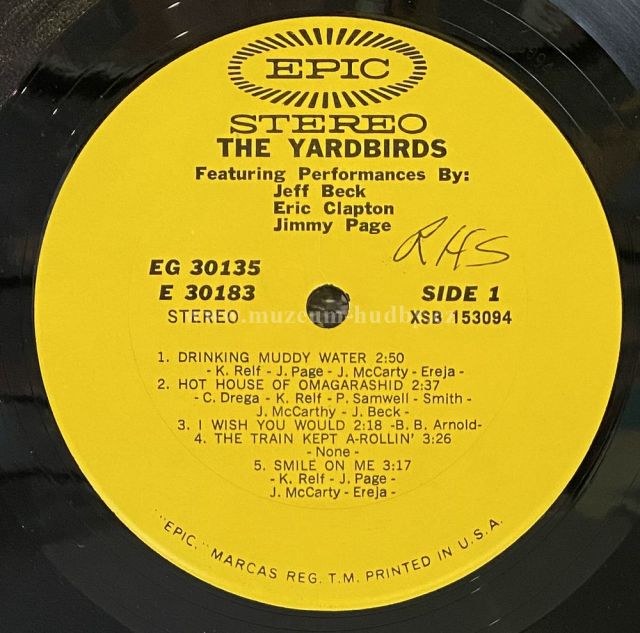 EPIC
STEREO
THE YARDBIRDS
Featuring Performances By:
Jeff Beck
Eric Clapton
Jimmy Page
RHS
EG 30135
E 30183
STEREO
SIDE 1
XSB 153094
1. DRINKING MUDDY WATER 2:50
- K. Relf - J. Page - J. McCarty - Ereja -
2. HOT HOUSE OF OMAGARASHID 2:37
- C. Drega - K. Relf - P. Samwell - Smith -
J. McCarthy - J. Beck -
3. I WISH YOU WOULD 2:18 -B. B. Arnold-
4. THE TRAIN KEPT A-ROLLIN' 3:26
- None -
5. SMILE ON ME 3:17
- K. Relf - J. Page -
J. McCarty - Ereja -
"EPIC," MARCAS REG. T.M. PRINTED IN U.S.A.